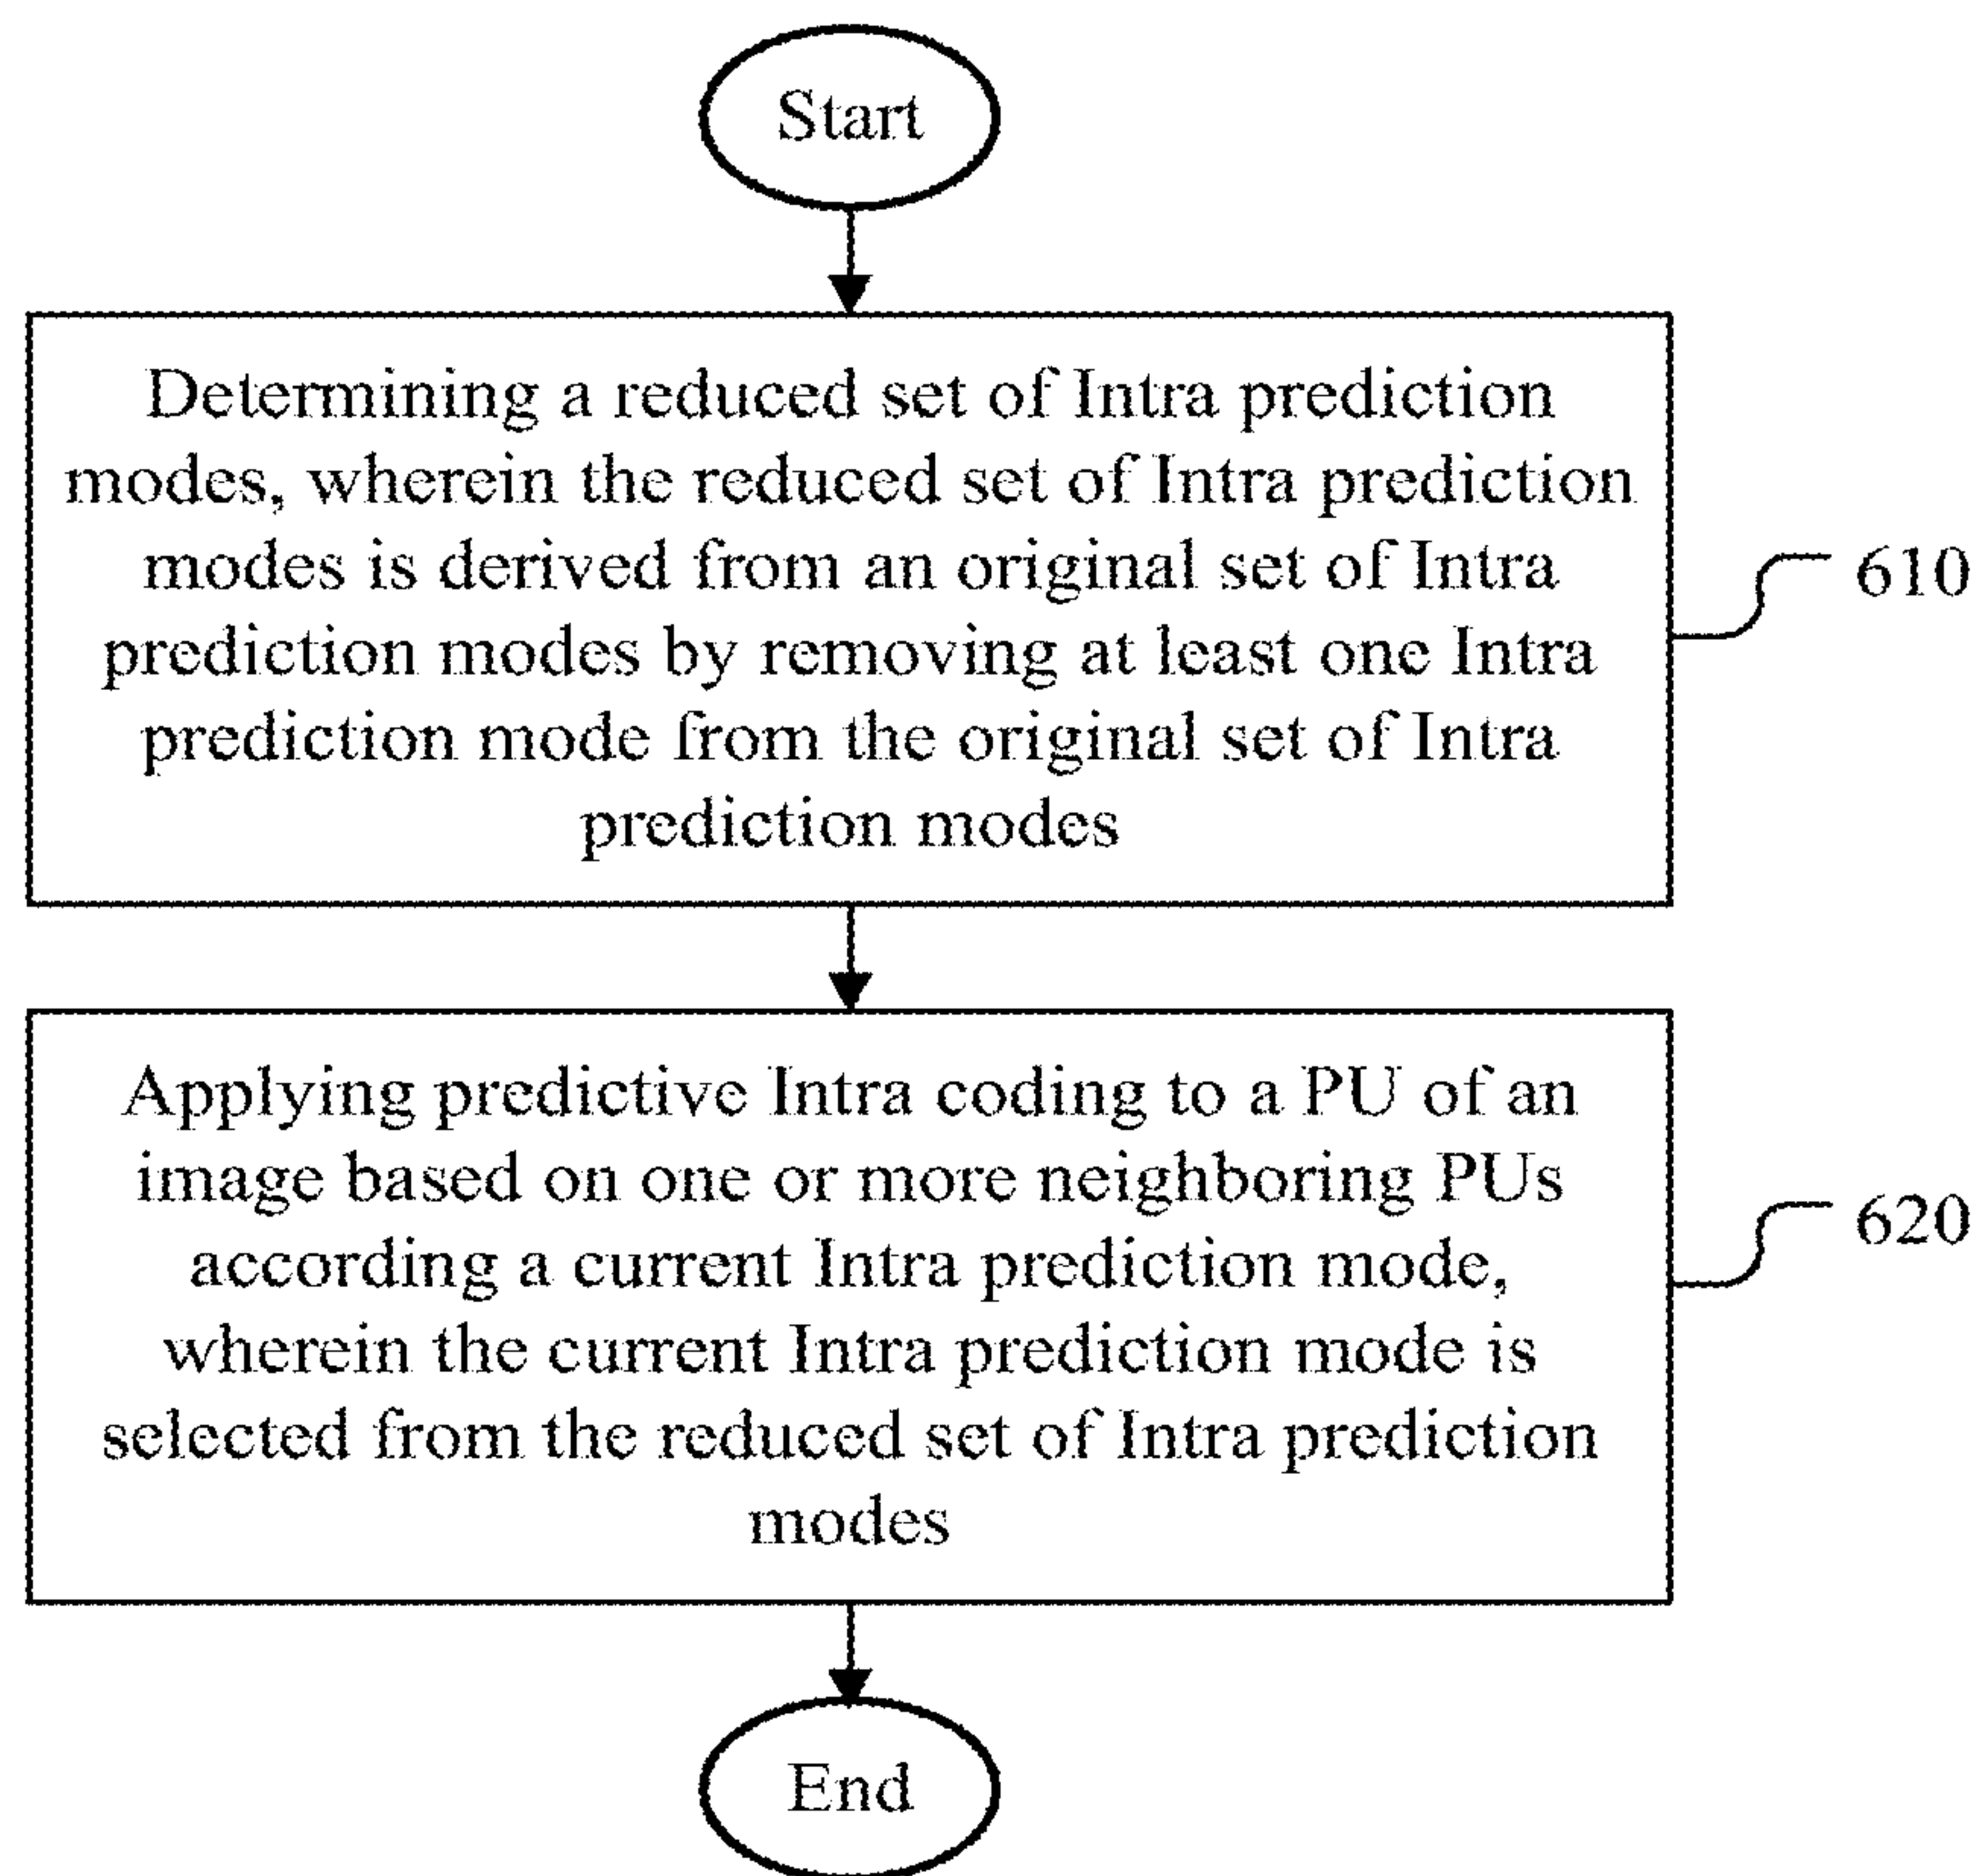 Start
Determining a reduced set of Intra prediction
modes, wherein the reduced set of Intra prediction
modes is derived from an original set of Intra
prediction modes by removing at least one Intra
prediction mode from the original set of Intra
prediction modes
610
Applying predictive Intra coding to a PU of an
image based on one or more neighboring PUs
according a current Intra prediction mode,
wherein the current Intra prediction mode is
selected from the reduced set of Intra prediction
modes
620
End